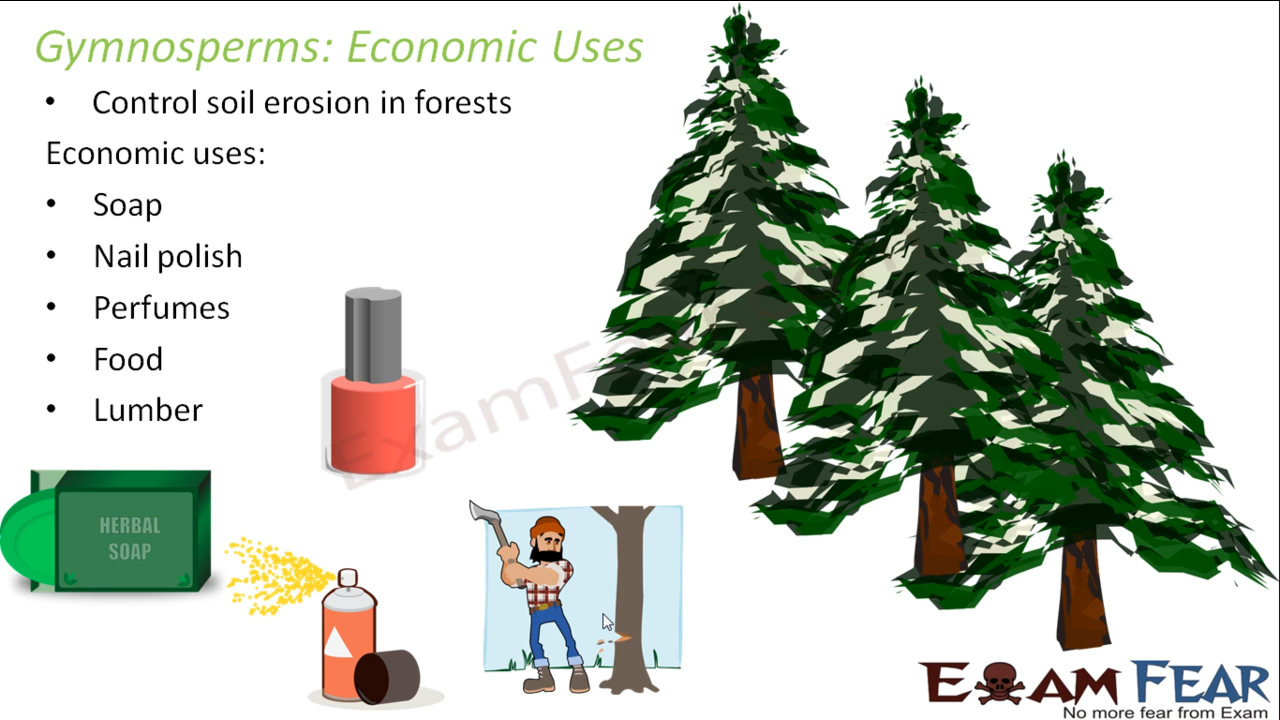 Gymnosperms: Economic Uses
• Control soil erosion in forests
Economic uses:
• Soap
• Nail polish
• Perfumes
• Food
• Lumber
HERBAL
SOAP
EXAM FEAR
No more fear from Exam